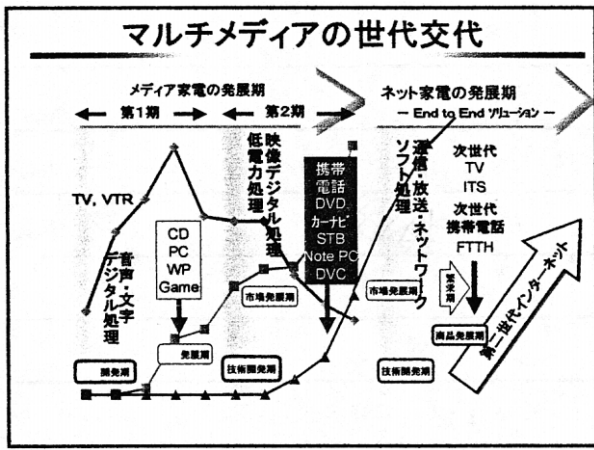 マルチメディアの世代交代
メディア家電の発展期
ネット家電の発展期
第1期
第2期
－ End to End ソリューション －
TV, VTR
音声・文字
デジタル処理
CD
PC
WP
Game
映像デジタル処理
低電力処理
携帯
電話
DVD.
カーナビ
STB
Note PC
DVC
通信・放送・ネットワーク
ソフト処理
次世代
TV
ITS
次世代
携帯電話
FTTH
繁栄期
第二世代インターネット
市場発展期
市場発展期
商品発展期
開発期
発展期
技術開発期
技術開発期